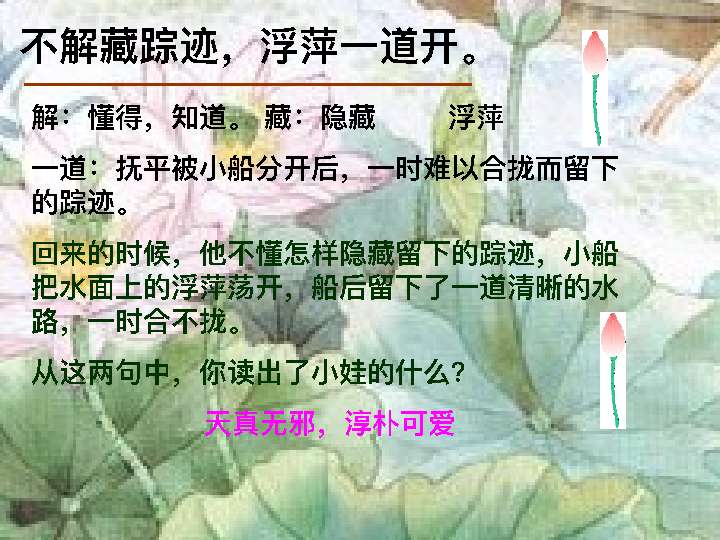 不解藏踪迹，浮萍一道开。
解：懂得，知道。 藏：隐藏 浮萍
一道：抚平被小船分开后，一时难以合拢而留下
的踪迹。
回来的时候，他不懂怎样隐藏留下的踪迹，小船
把水面上的浮萍荡开，船后留下了一道清晰的水
路，一时合不拢。
从这两句中，你读出了小娃的什么？
天真无邪，淳朴可爱